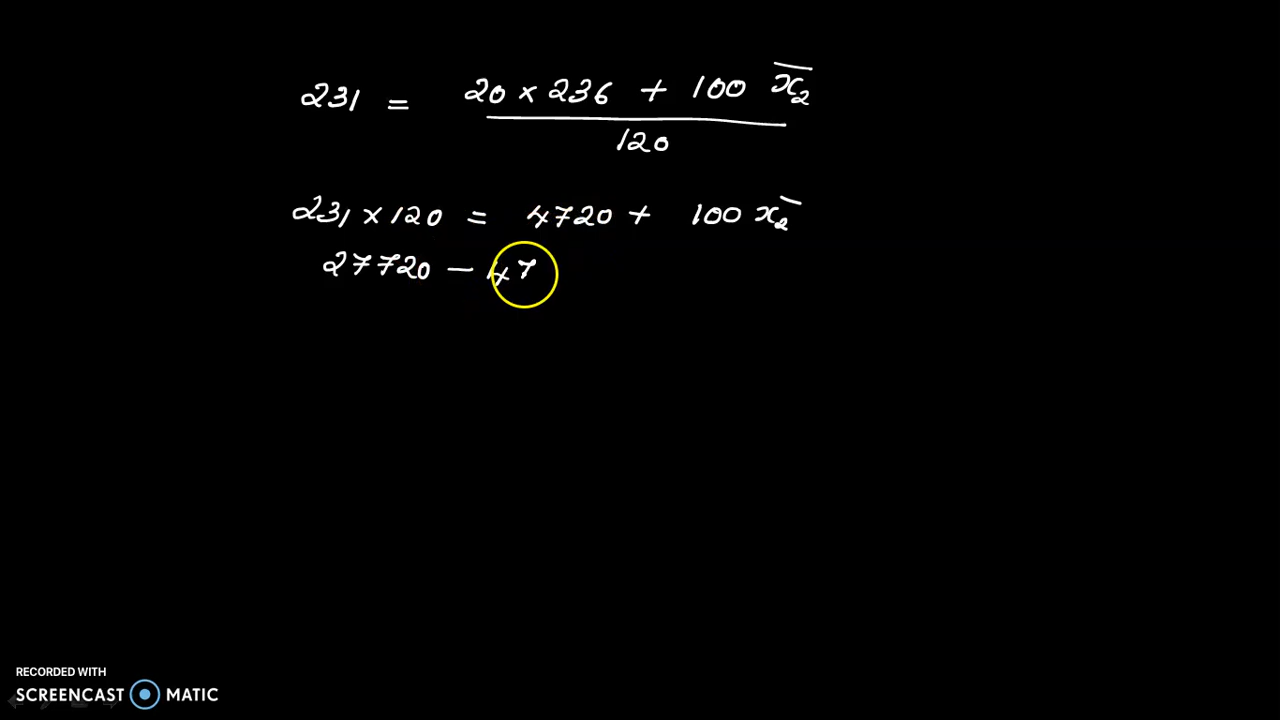 231 = 20 × 236 + 100 x̄₂
120
231 × 120 = 4720 + 100 x̄₂
27720 − 47
RECORDED WITH
SCREENCAST MATIC